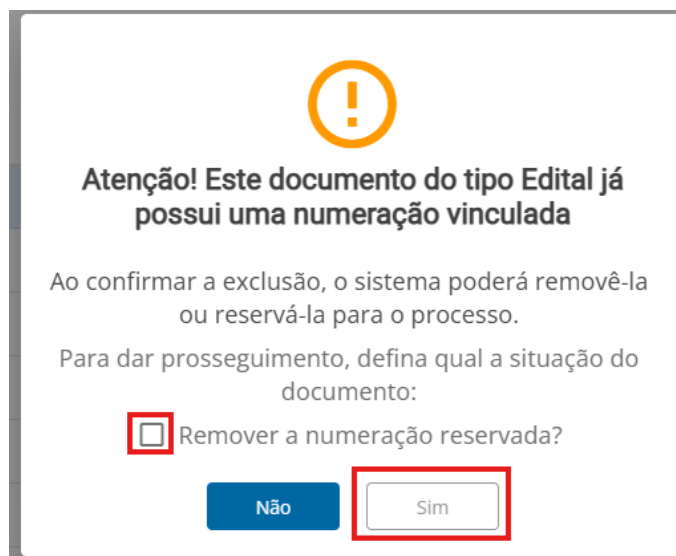 Atenção! Este documento do tipo Edital já
possui uma numeração vinculada
Ao confirmar a exclusão, o sistema poderá removê-la
ou reservá-la para o processo.
Para dar prosseguimento, defina qual a situação do
documento:
Remover a numeração reservada?
Não
Sim